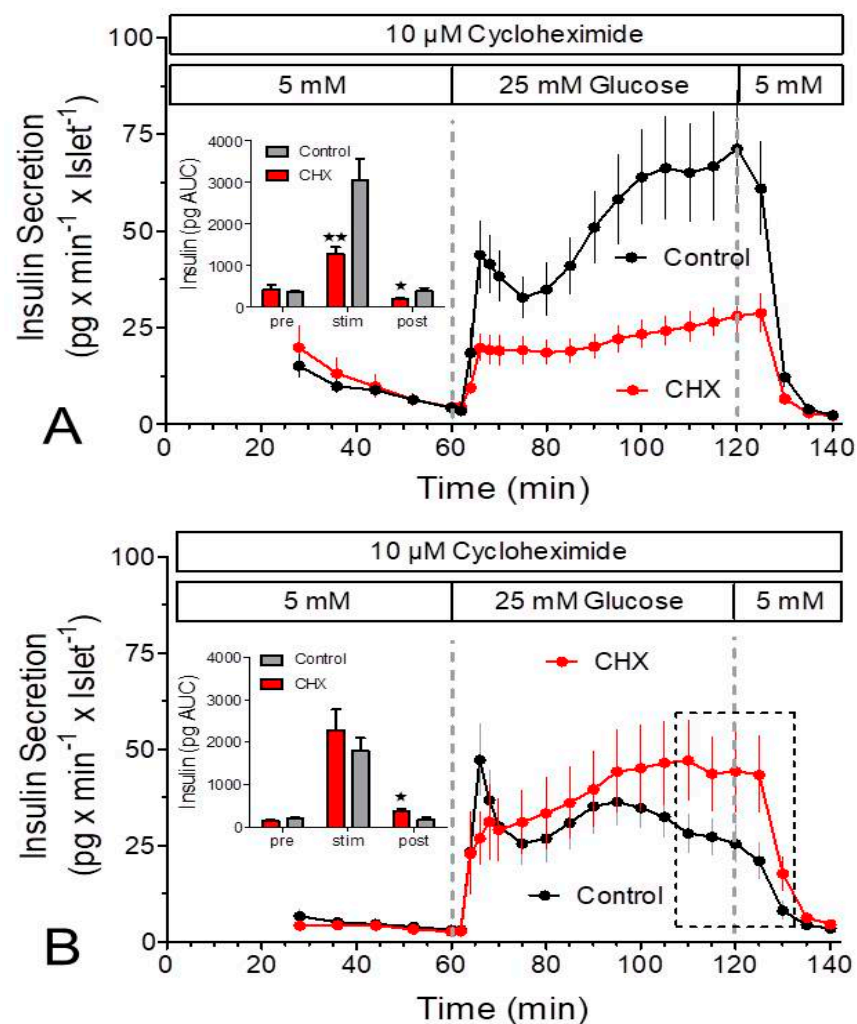 100
10 µM Cycloheximide
5 mM
25 mM Glucose
5 mM
75
50
25
0
Insulin Secretion
(pg x min⁻¹ x Islet⁻¹)
4000
3000
2000
1000
0
Insulin (pg AUC)
Control
CHX
★★
★
pre
stim
post
Control
CHX
A
0
20
40
60
80
100
120
140
Time (min)
100
10 µM Cycloheximide
5 mM
25 mM Glucose
5 mM
75
50
25
0
Insulin Secretion
(pg x min⁻¹ x Islet⁻¹)
4000
3000
2000
1000
0
Insulin (pg AUC)
Control
CHX
★
pre
stim
post
CHX
Control
B
0
20
40
60
80
100
120
140
Time (min)